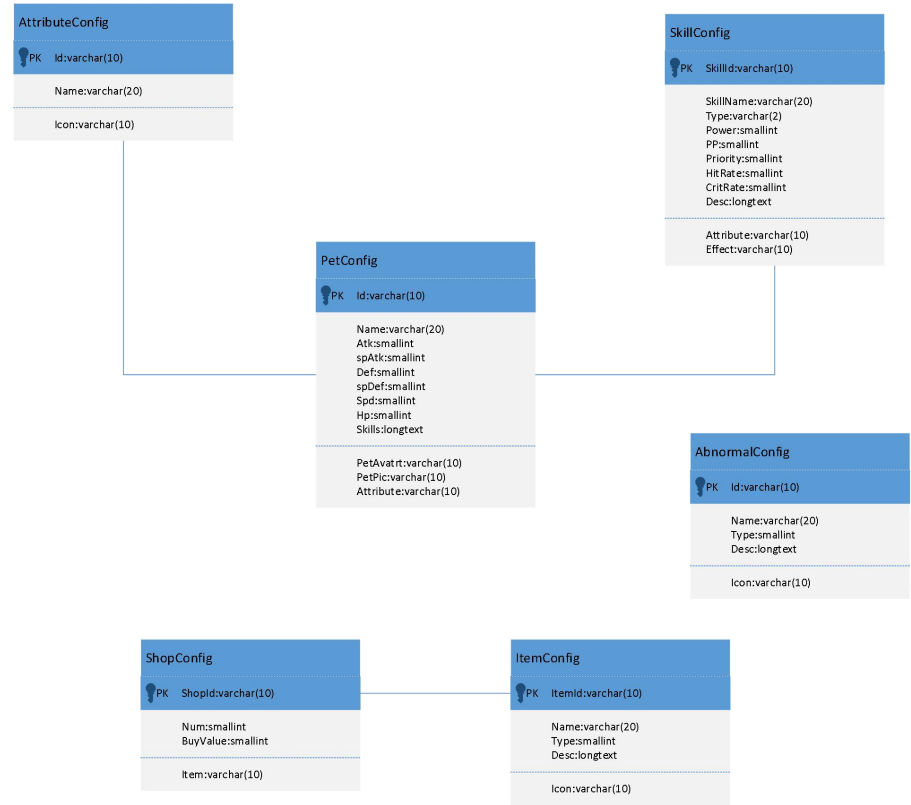 AttributeConfig
PK Id:varchar(10)
Name:varchar(20)
Icon:varchar(10)
SkillConfig
PK SkillId:varchar(10)
SkillName:varchar(20)
Type:varchar(2)
Power:smallint
PP:smallint
Priority:smallint
HitRate:smallint
CritRate:smallint
Desc:longtext
Attribute:varchar(10)
Effect:varchar(10)
PetConfig
PK Id:varchar(10)
Name:varchar(20)
Atk:smallint
spAtk:smallint
Def:smallint
spDef:smallint
Spd:smallint
Hp:smallint
Skills:longtext
PetAvatrt:varchar(10)
PetPic:varchar(10)
Attribute:varchar(10)
AbnormalConfig
PK Id:varchar(10)
Name:varchar(20)
Type:smallint
Desc:longtext
Icon:varchar(10)
ShopConfig
PK ShopId:varchar(10)
Num:smallint
BuyValue:smallint
Item:varchar(10)
ItemConfig
PK ItemId:varchar(10)
Name:varchar(20)
Type:smallint
Desc:longtext
Icon:varchar(10)